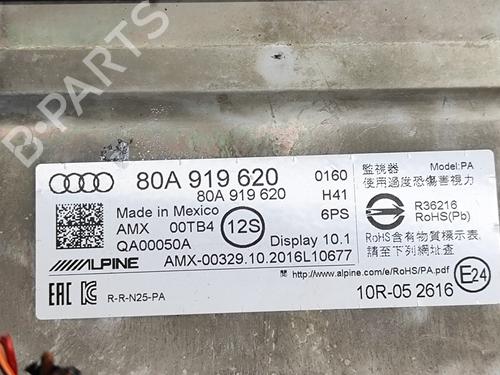 B-PARTS
80A 919 620 0160
80A 919 620 H41
Made in Mexico 6PS
AMX 00TB4 12S
QA00050A Display 10.1
ALPINE AMX-00329.10.2016L10677
EAC R-R-N25-PA
監視器 Model:PA
使用過度恐傷害視力
R36216
RoHS(Pb)
RoHS含有物質標示表,
請至下列網址查
http://www.alpine.com/e/RoHS/PA.pdf
10R-05 2616 E24